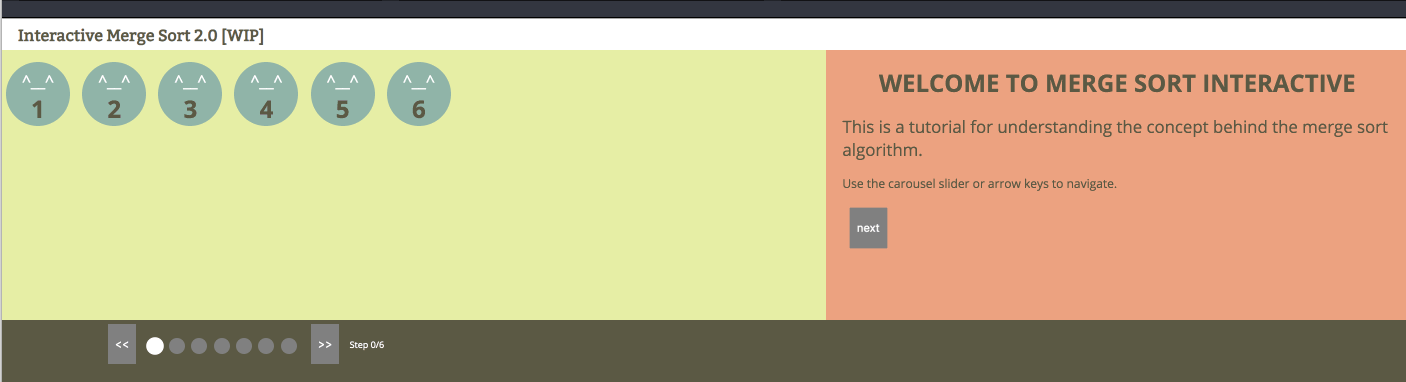 Interactive Merge Sort 2.0 [WIP]
^_^ ^_^ ^_^ ^_^ ^_^ ^_^
1 2 3 4 5 6
WELCOME TO MERGE SORT INTERACTIVE
This is a tutorial for understanding the concept behind the merge sort
algorithm.
Use the carousel slider or arrow keys to navigate.
next
<< >> Step 0/6